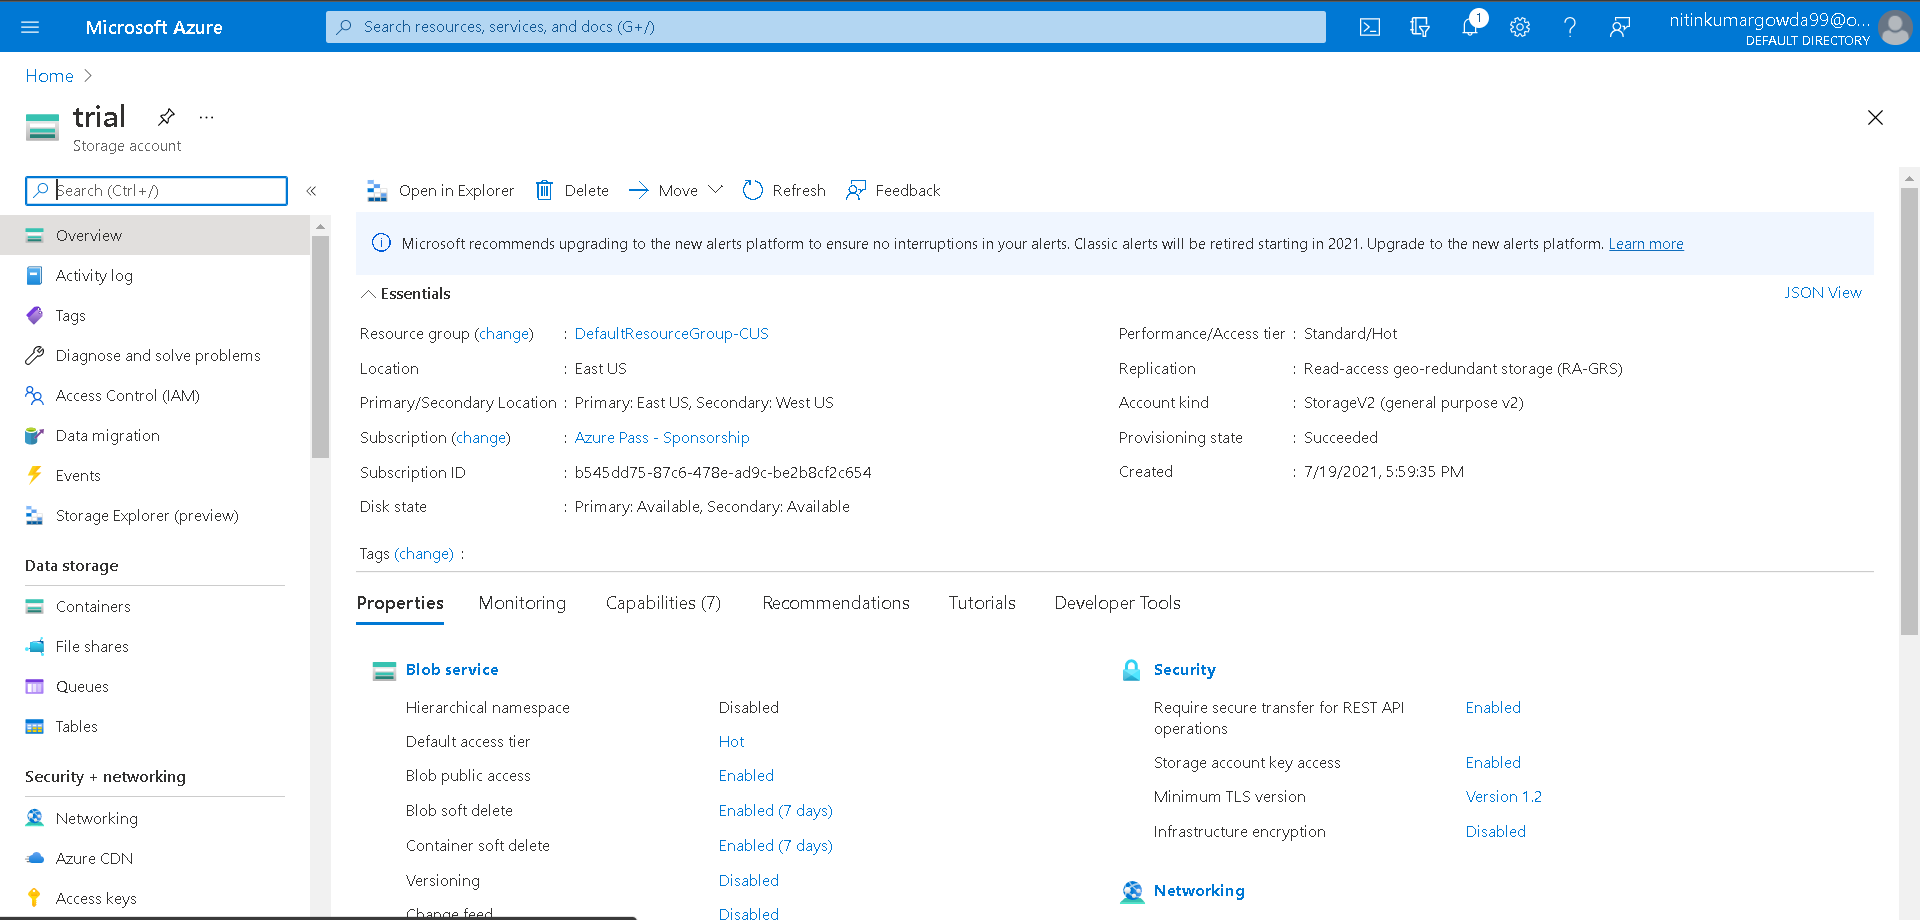 Microsoft Azure
Search resources, services, and docs (G+/)
1
nitinkumargowda99@o...
DEFAULT DIRECTORY
Home
trial
...
Storage account
Search (Ctrl+/)
«
Overview
Activity log
Tags
Diagnose and solve problems
Access Control (IAM)
Data migration
Events
Storage Explorer (preview)
Data storage
Containers
File shares
Queues
Tables
Security + networking
Networking
Azure CDN
Access keys
Open in Explorer
Delete
Move
Refresh
Feedback
Microsoft recommends upgrading to the new alerts platform to ensure no interruptions in your alerts. Classic alerts will be retired starting in 2021. Upgrade to the new alerts platform. Learn more
Essentials
JSON View
Resource group (change) : DefaultResourceGroup-CUS
Location : East US
Primary/Secondary Location : Primary: East US, Secondary: West US
Subscription (change) : Azure Pass - Sponsorship
Subscription ID : b545dd75-87c6-478e-ad9c-be2b8cf2c654
Disk state : Primary: Available, Secondary: Available
Performance/Access tier : Standard/Hot
Replication : Read-access geo-redundant storage (RA-GRS)
Account kind : StorageV2 (general purpose v2)
Provisioning state : Succeeded
Created : 7/19/2021, 5:59:35 PM
Tags (change) :
Properties
Monitoring
Capabilities (7)
Recommendations
Tutorials
Developer Tools
Blob service
Hierarchical namespace Disabled
Default access tier Hot
Blob public access Enabled
Blob soft delete Enabled (7 days)
Container soft delete Enabled (7 days)
Versioning Disabled
Change feed Disabled
Security
Require secure transfer for REST API Enabled
operations
Storage account key access Enabled
Minimum TLS version Version 1.2
Infrastructure encryption Disabled
Networking